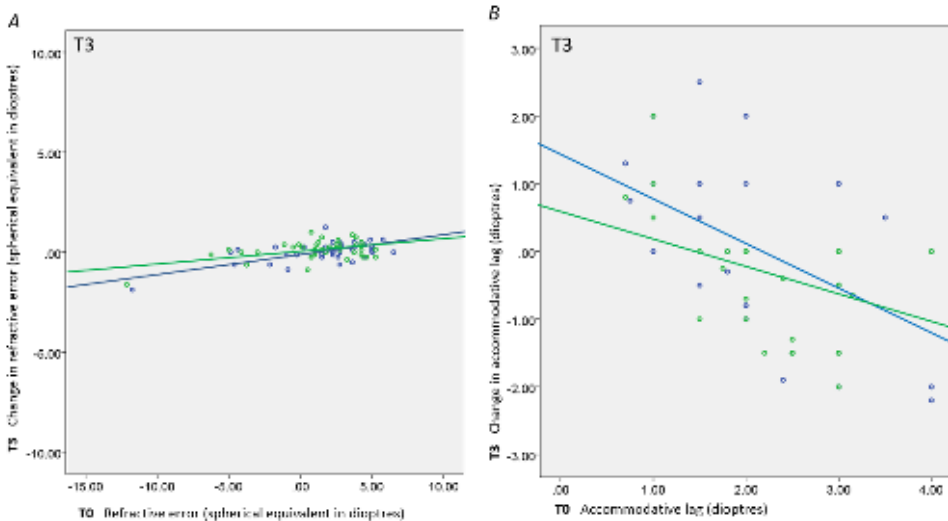 A
T3
10.00
5.00
.00
-5.00
-10.00
-15.00 -10.00 -5.00 .00 5.00 10.00
T3 Change in refractive error (spherical equivalent in dioptres)
T0 Refractive error (spherical equivalent in dioptres)
B
T3
3.00
2.00
1.00
.00
-1.00
-2.00
-3.00
.00 1.00 2.00 3.00 4.00
T3 Change in accommodative lag (dioptres)
T0 Accommodative lag (dioptres)